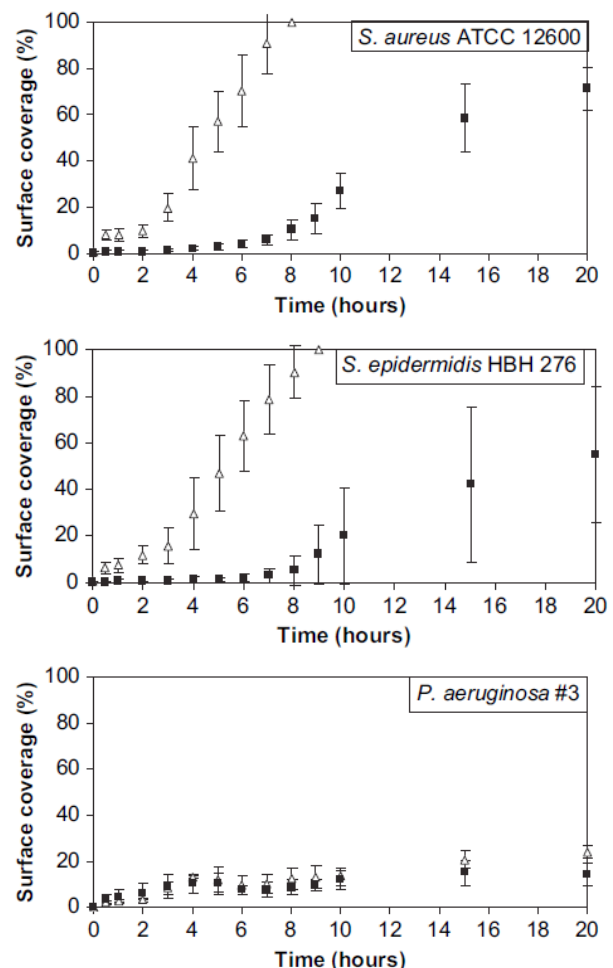 S. aureus ATCC 12600
Surface coverage (%)
100
80
60
40
20
0
0 2 4 6 8 10 12 14 16 18 20
Time (hours)
S. epidermidis HBH 276
Surface coverage (%)
100
80
60
40
20
0
0 2 4 6 8 10 12 14 16 18 20
Time (hours)
P. aeruginosa #3
Surface coverage (%)
100
80
60
40
20
0
0 2 4 6 8 10 12 14 16 18 20
Time (hours)